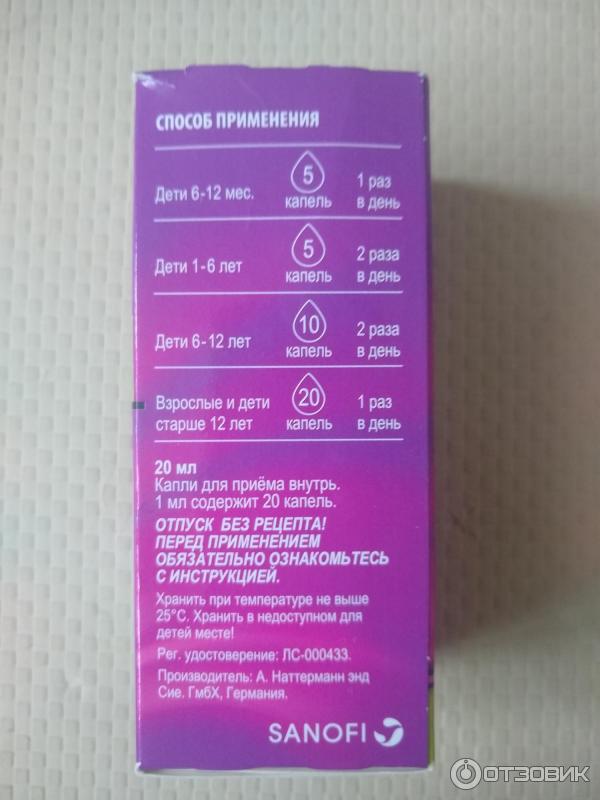 СПОСОБ ПРИМЕНЕНИЯ
Дети 6-12 мес. 5 капель 1 раз в день
Дети 1-6 лет 5 капель 2 раза в день
Дети 6-12 лет 10 капель 2 раза в день
Взрослые и дети старше 12 лет 20 капель 1 раз в день
20 мл
Капли для приёма внутрь.
1 мл содержит 20 капель.
ОТПУСК БЕЗ РЕЦЕПТА!
ПЕРЕД ПРИМЕНЕНИЕМ
ОБЯЗАТЕЛЬНО ОЗНАКОМЬТЕСЬ
С ИНСТРУКЦИЕЙ.
Хранить при температуре не выше
25°С. Хранить в недоступном для
детей месте!
Рег. удостоверение: ЛС-000433.
Производитель: А. Наттерманн энд
Сие. ГмбХ, Германия.
SANOFI
ОТЗОВИК